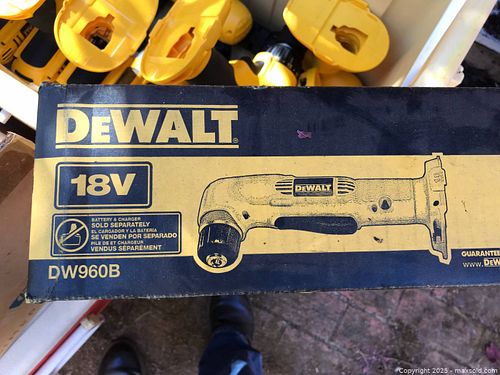 DEWALT
18V
BATTERY & CHARGER
SOLD SEPARATELY
EL CARGADOR Y LA BATERÍA
SE VENDEN POR SEPARADO
PILE DE ET CHARGEUR
VENDUS SÉPARÉMENT
DEWALT
DW960B
GUARANTEE
www.DeW
Copyright 2025 - maxsold.com